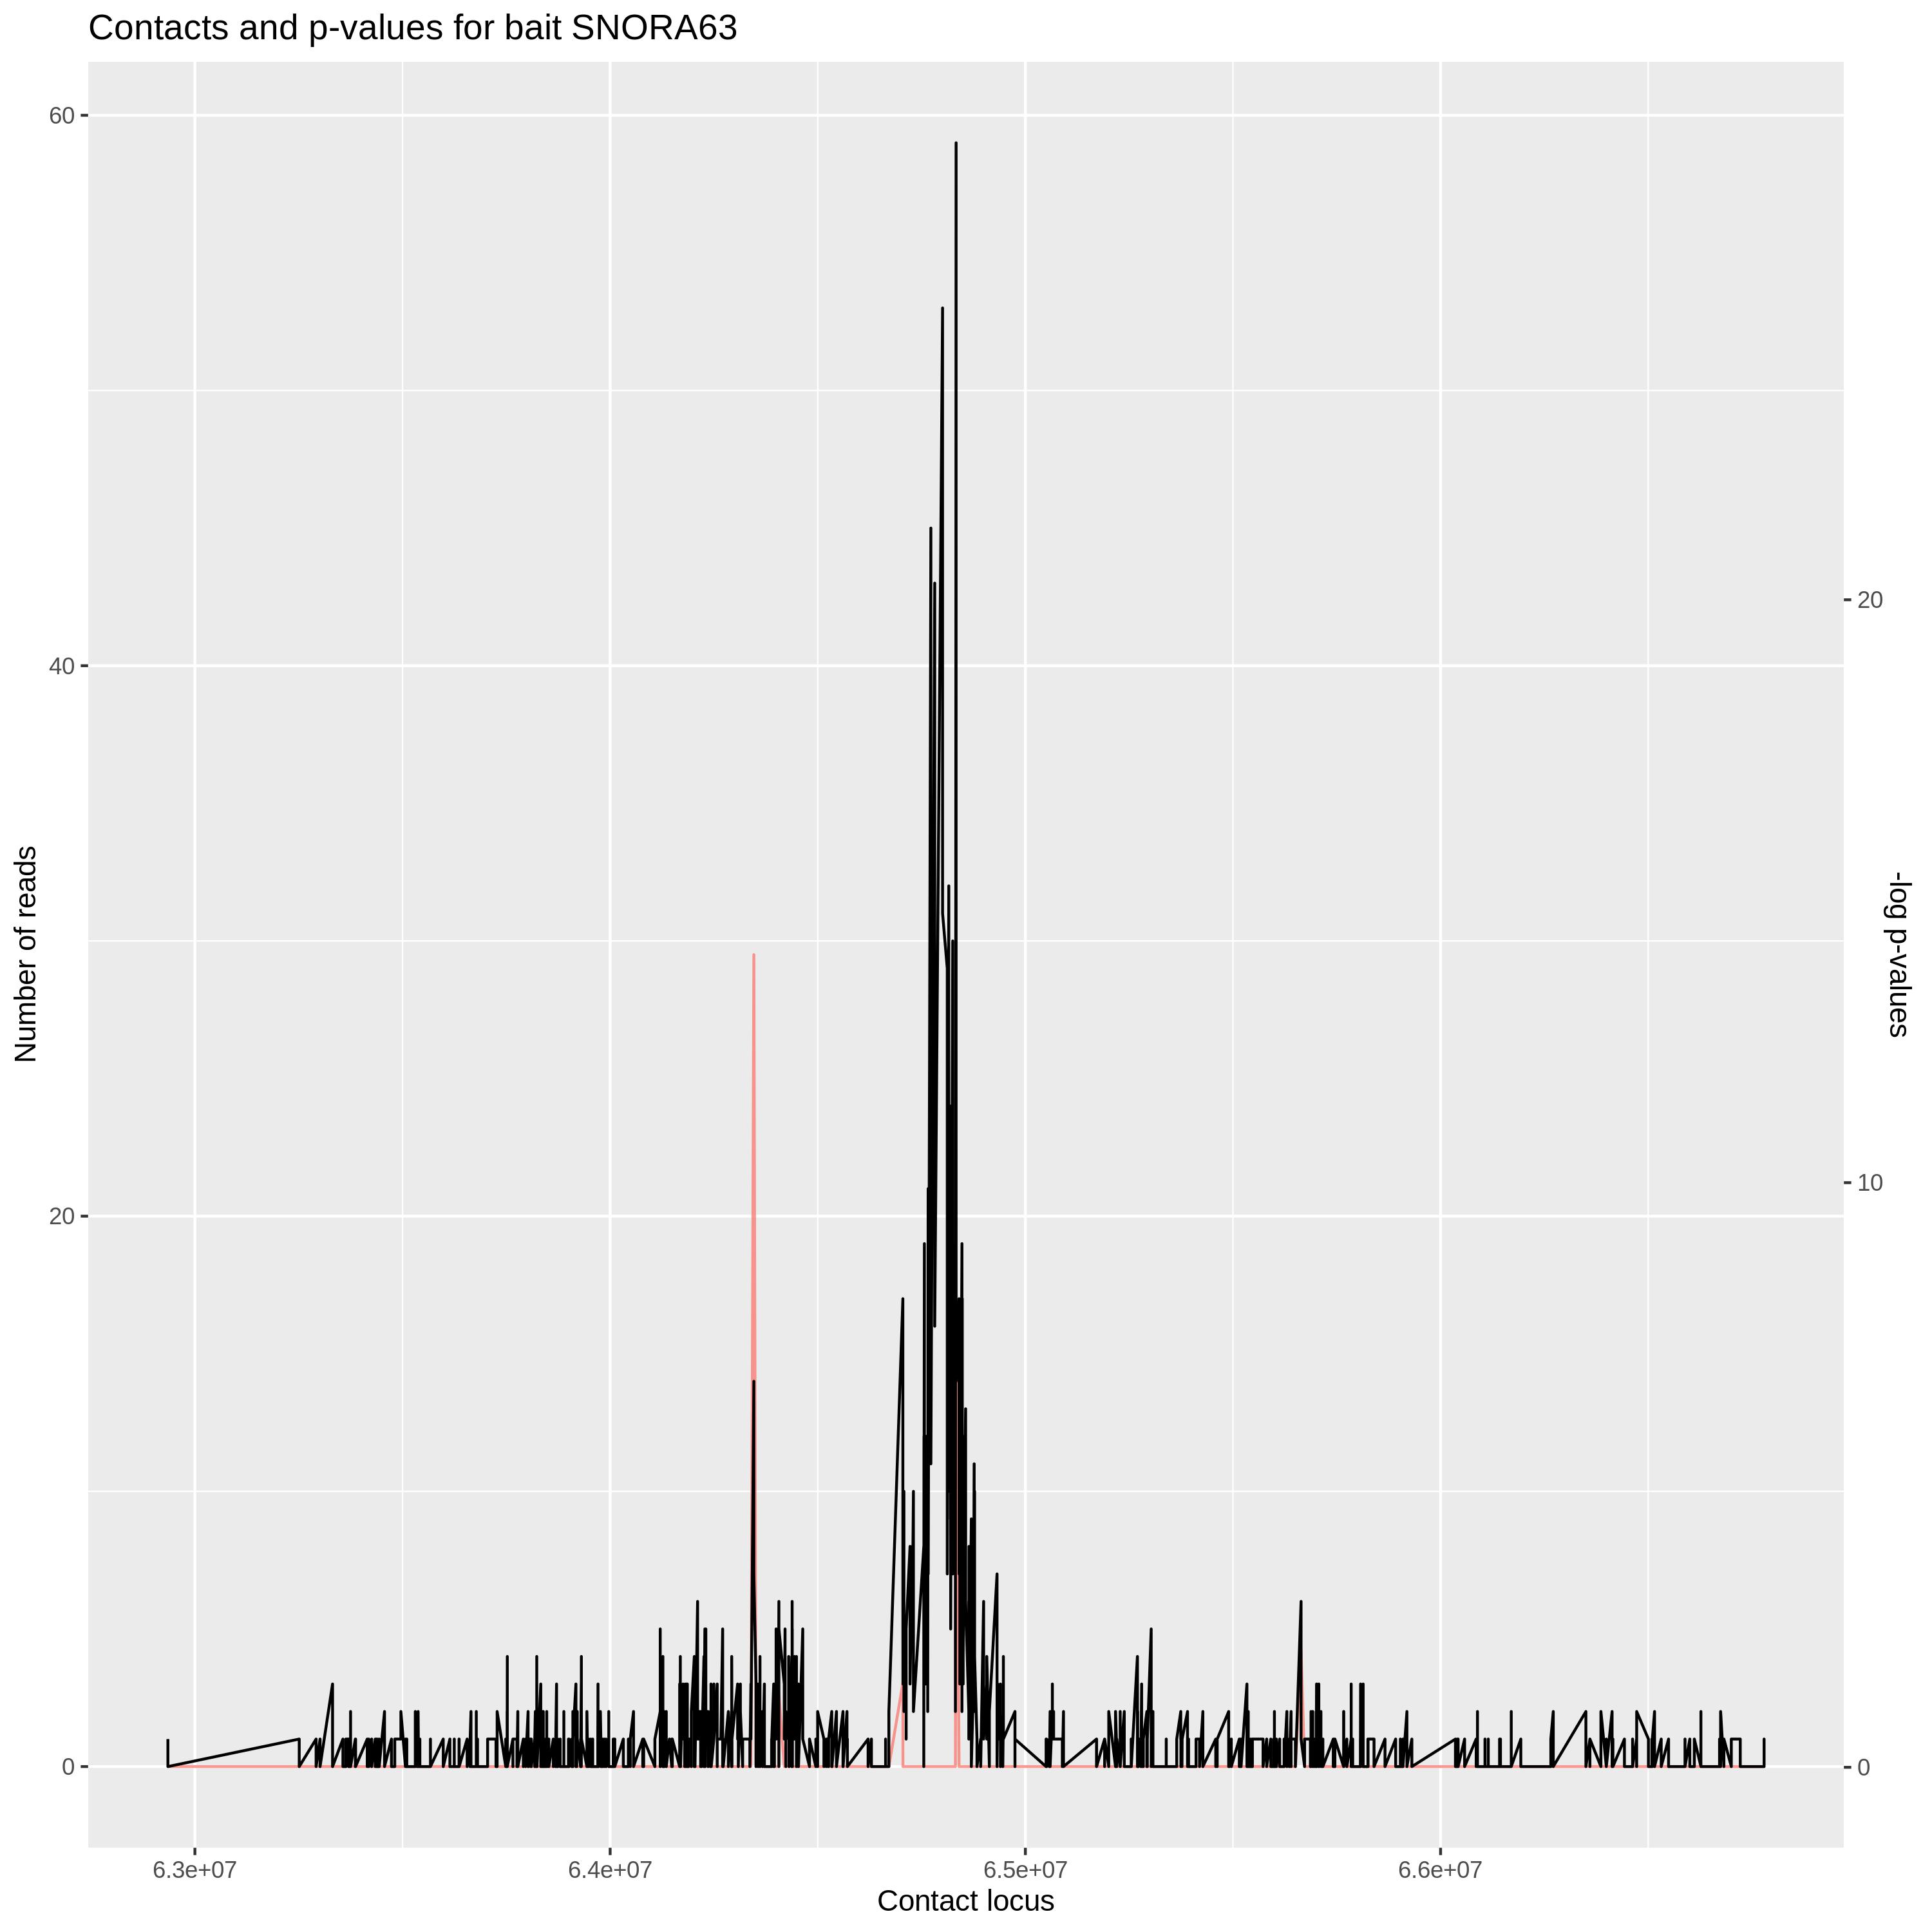 Contacts and p-values for bait SNORA63
60
40
20
0
Number of reads
20
10
0
-log p-values
6.3e+07
6.4e+07
6.5e+07
6.6e+07
Contact locus